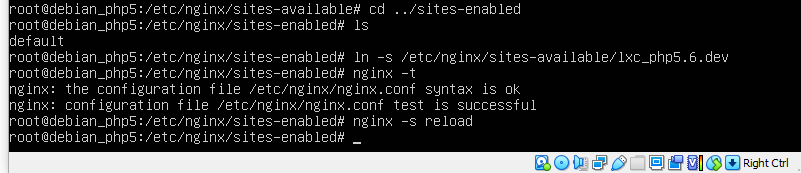 root@debian_php5:/etc/nginx/sites-available# cd ../sites-enabled
root@debian_php5:/etc/nginx/sites-enabled# ls
default
root@debian_php5:/etc/nginx/sites-enabled# ln -s /etc/nginx/sites-available/lxc_php5.6.dev
root@debian_php5:/etc/nginx/sites-enabled# nginx -t
nginx: the configuration file /etc/nginx/nginx.conf syntax is ok
nginx: configuration file /etc/nginx/nginx.conf test is successful
root@debian_php5:/etc/nginx/sites-enabled# nginx -s reload
root@debian_php5:/etc/nginx/sites-enabled# _
Right Ctrl